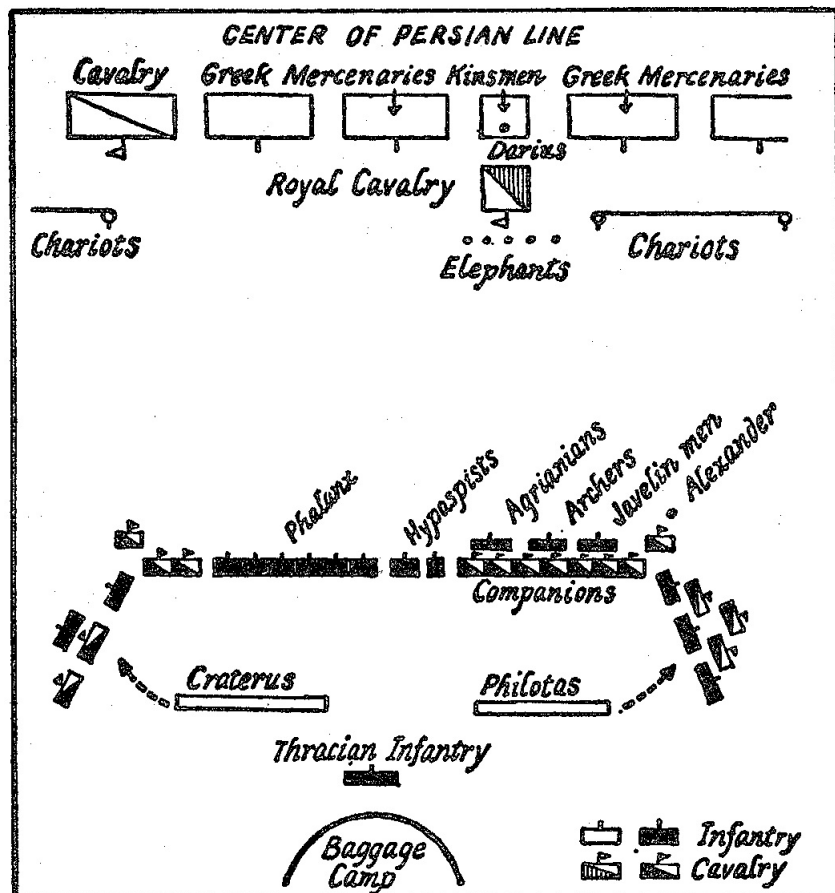 CENTER OF PERSIAN LINE
Cavalry Greek Mercenaries Kinsmen Greek Mercenaries
Darius
Royal Cavalry
Chariots
Elephants
Chariots
Phalanx
Hypaspists
Agrianians
Archers
Javelin men
Alexander
Companions
Craterus
Philotas
Thracian Infantry
Baggage
Camp
Infantry
Cavalry